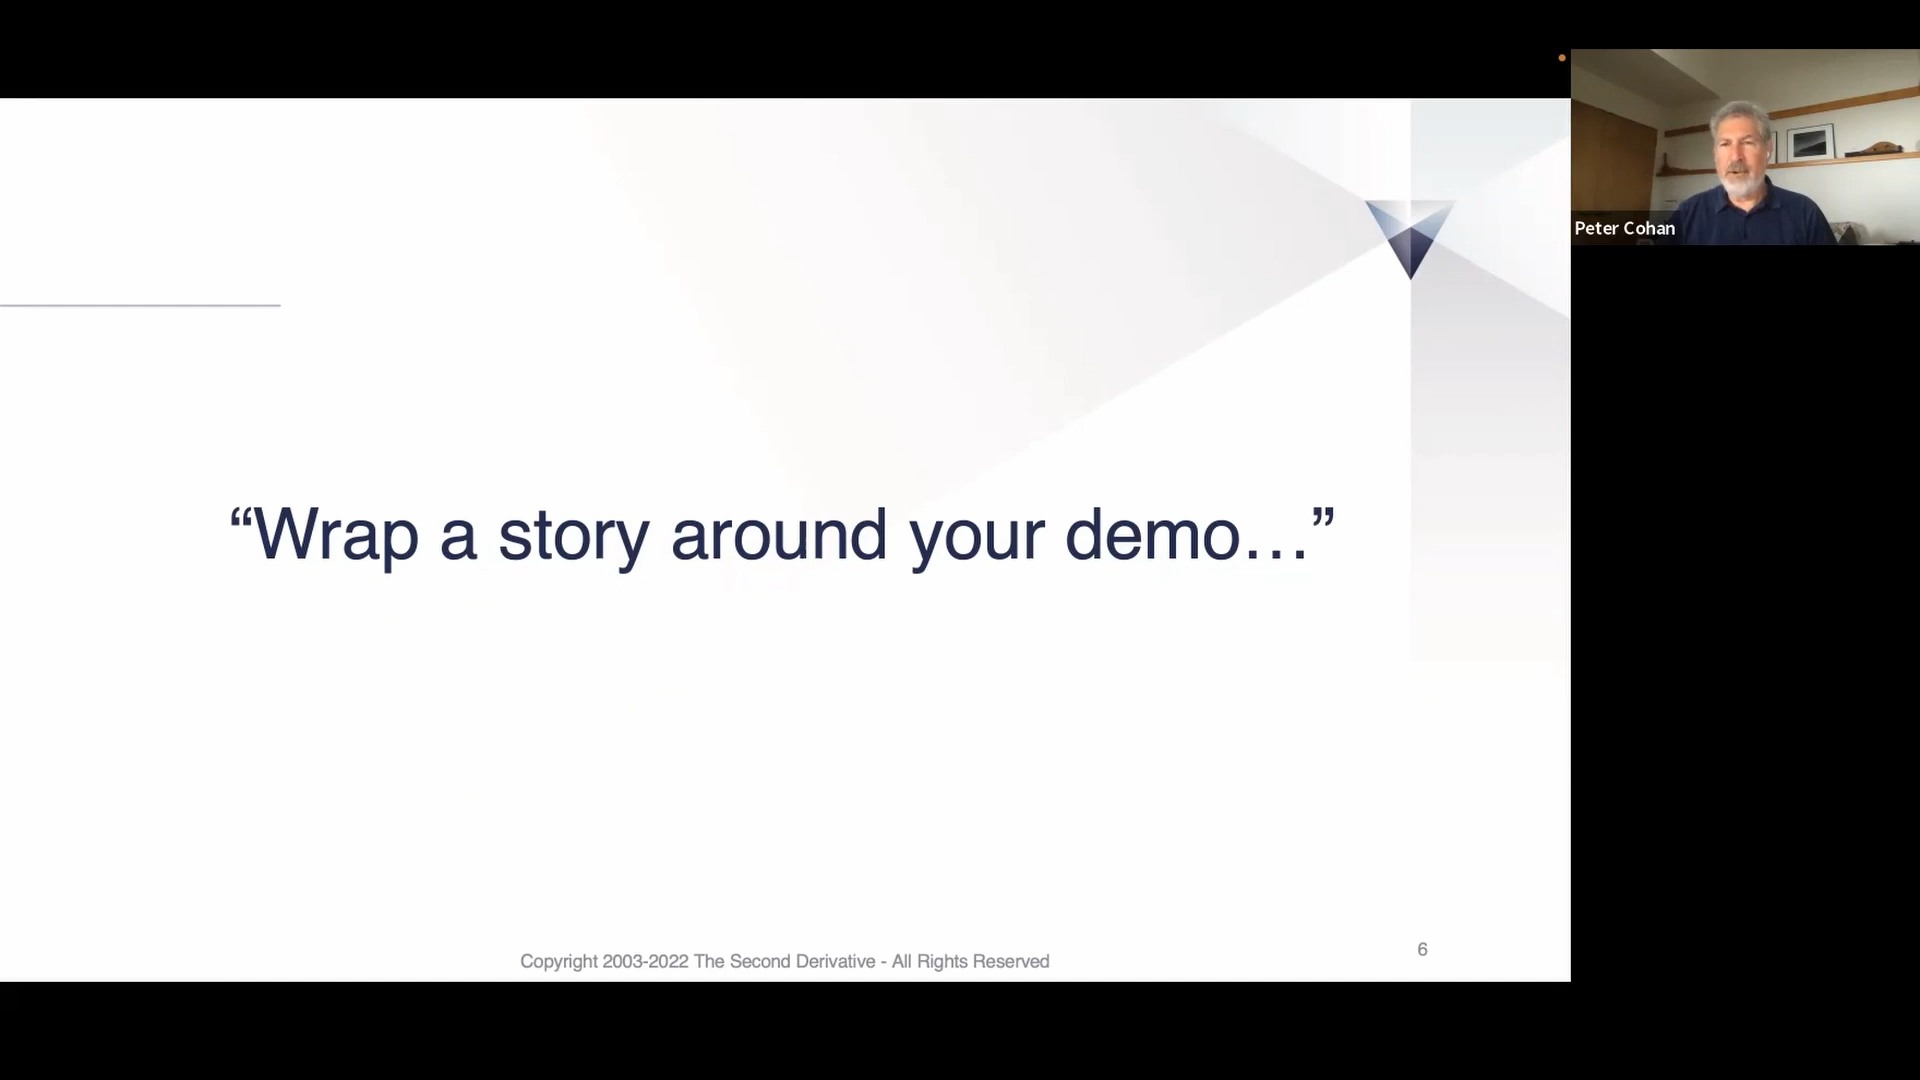 Peter Cohan
“Wrap a story around your demo…”
Copyright 2003-2022 The Second Derivative - All Rights Reserved
6